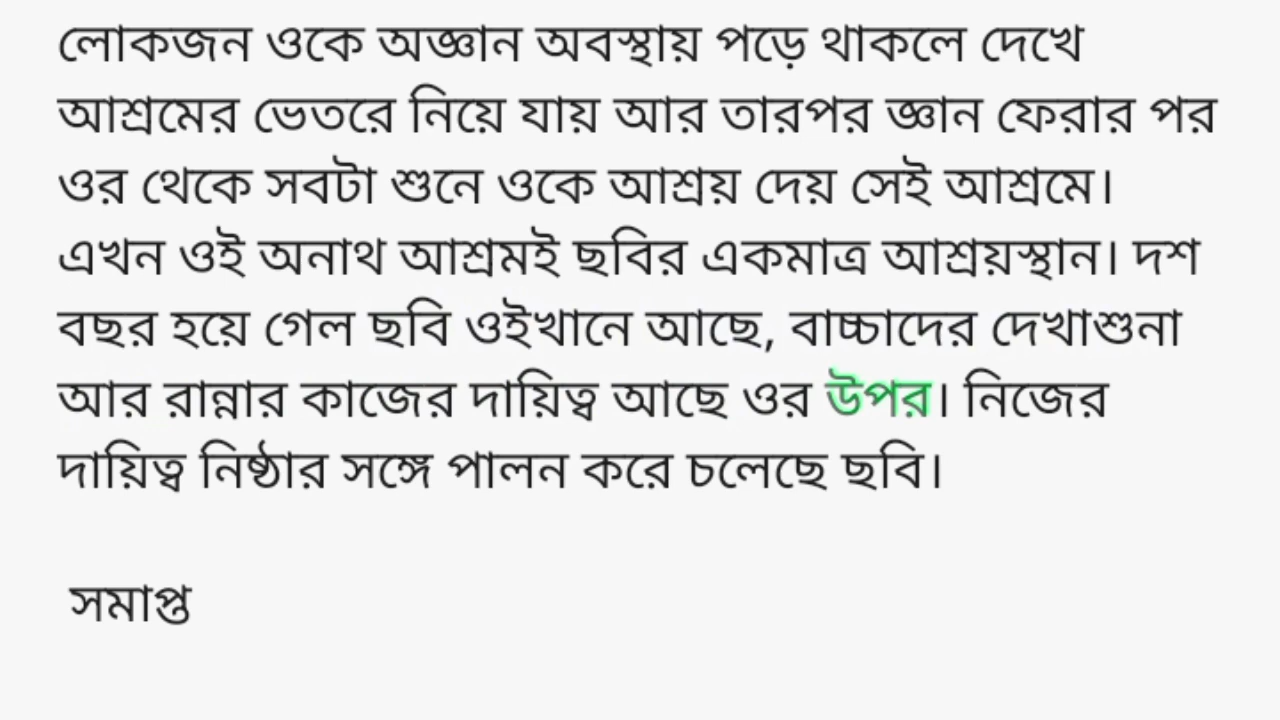 লোকজন ওকে অজ্ঞান অবস্থায় পড়ে থাকলে দেখে
আশ্রমের ভেতরে নিয়ে যায় আর তারপর জ্ঞান ফেরার পর
ওর থেকে সবটা শুনে ওকে আশ্রয় দেয় সেই আশ্রমে।
এখন ওই অনাথ আশ্রমই ছবির একমাত্র আশ্রয়স্থান। দশ
বছর হয়ে গেল ছবি ওইখানে আছে, বাচ্চাদের দেখাশুনা
আর রান্নার কাজের দায়িত্ব আছে ওর উপর। নিজের
দায়িত্ব নিষ্ঠার সঙ্গে পালন করে চলেছে ছবি।
সমাপ্ত